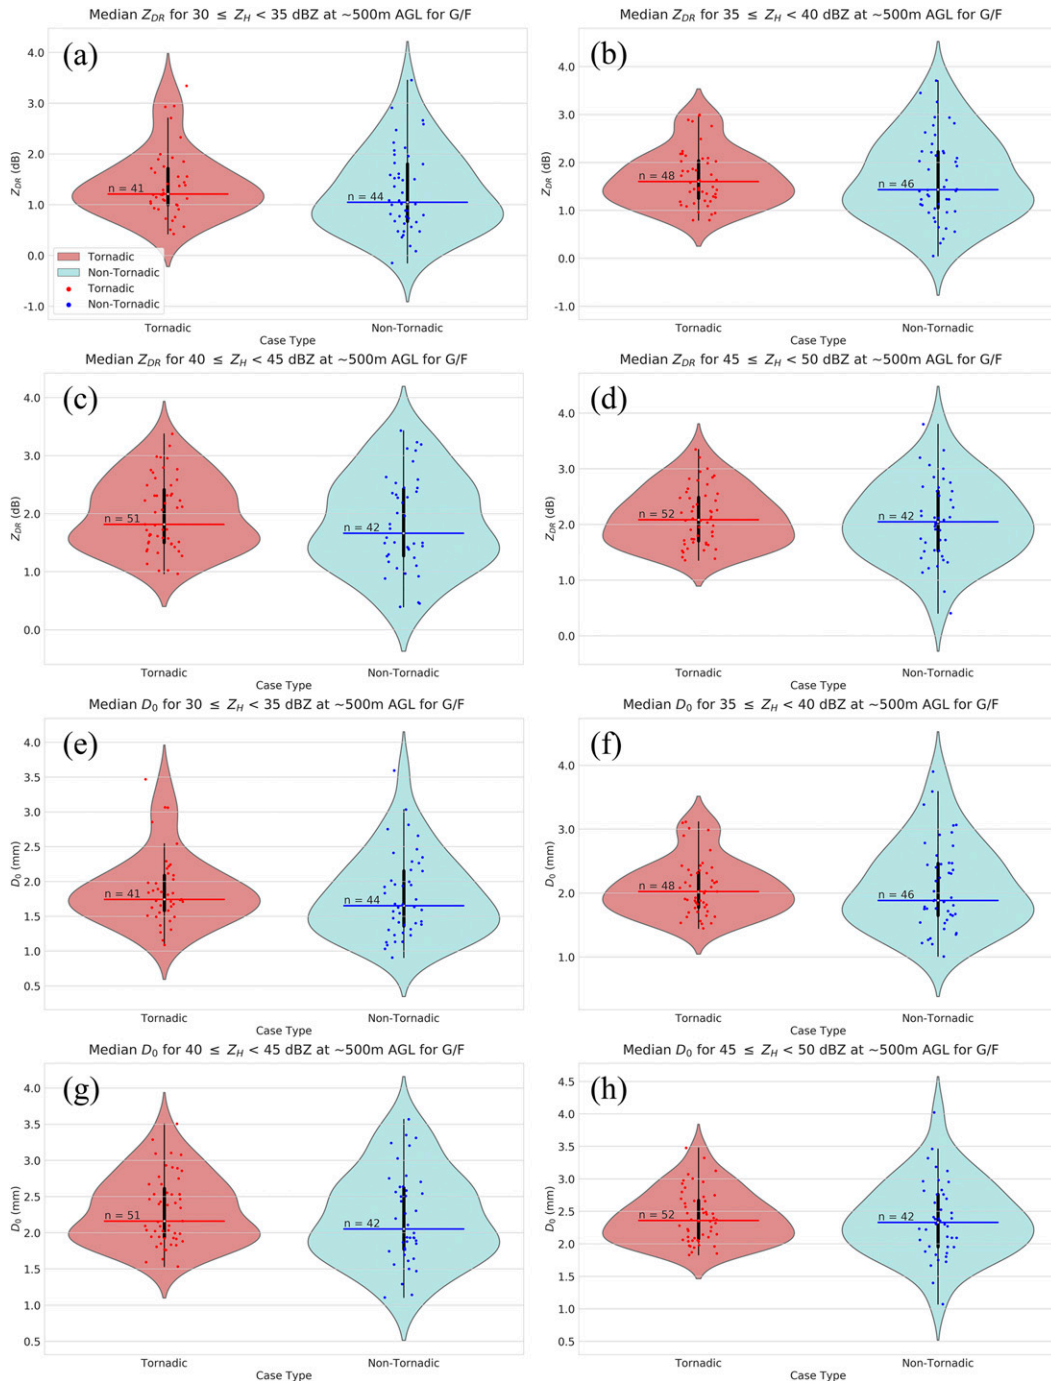 Median Z_DR for 30 ≤ Z_H < 35 dBZ at ~500m AGL for G/F
(a)
4.0
3.0
2.0
1.0
0.0
-1.0
Z_DR (dB)
n = 41
n = 44
Tornadic
Non-Tornadic
Tornadic
Non-Tornadic
Tornadic
Non-Tornadic
Case Type
Median Z_DR for 35 ≤ Z_H < 40 dBZ at ~500m AGL for G/F
(b)
4.0
3.0
2.0
1.0
0.0
-1.0
Z_DR (dB)
n = 48
n = 46
Tornadic
Non-Tornadic
Case Type
Median Z_DR for 40 ≤ Z_H < 45 dBZ at ~500m AGL for G/F
(c)
4.0
3.0
2.0
1.0
0.0
Z_DR (dB)
n = 51
n = 42
Tornadic
Non-Tornadic
Case Type
Median Z_DR for 45 ≤ Z_H < 50 dBZ at ~500m AGL for G/F
(d)
4.0
3.0
2.0
1.0
0.0
Z_DR (dB)
n = 52
n = 42
Tornadic
Non-Tornadic
Case Type
Median D_0 for 30 ≤ Z_H < 35 dBZ at ~500m AGL for G/F
(e)
4.0
3.5
3.0
2.5
2.0
1.5
1.0
0.5
D_0 (mm)
n = 41
n = 44
Tornadic
Non-Tornadic
Case Type
Median D_0 for 35 ≤ Z_H < 40 dBZ at ~500m AGL for G/F
(f)
4.0
3.0
2.0
1.0
D_0 (mm)
n = 48
n = 46
Tornadic
Non-Tornadic
Case Type
Median D_0 for 40 ≤ Z_H < 45 dBZ at ~500m AGL for G/F
(g)
4.0
3.5
3.0
2.5
2.0
1.5
1.0
0.5
D_0 (mm)
n = 51
n = 42
Tornadic
Non-Tornadic
Case Type
Median D_0 for 45 ≤ Z_H < 50 dBZ at ~500m AGL for G/F
(h)
4.5
4.0
3.5
3.0
2.5
2.0
1.5
1.0
0.5
D_0 (mm)
n = 52
n = 42
Tornadic
Non-Tornadic
Case Type